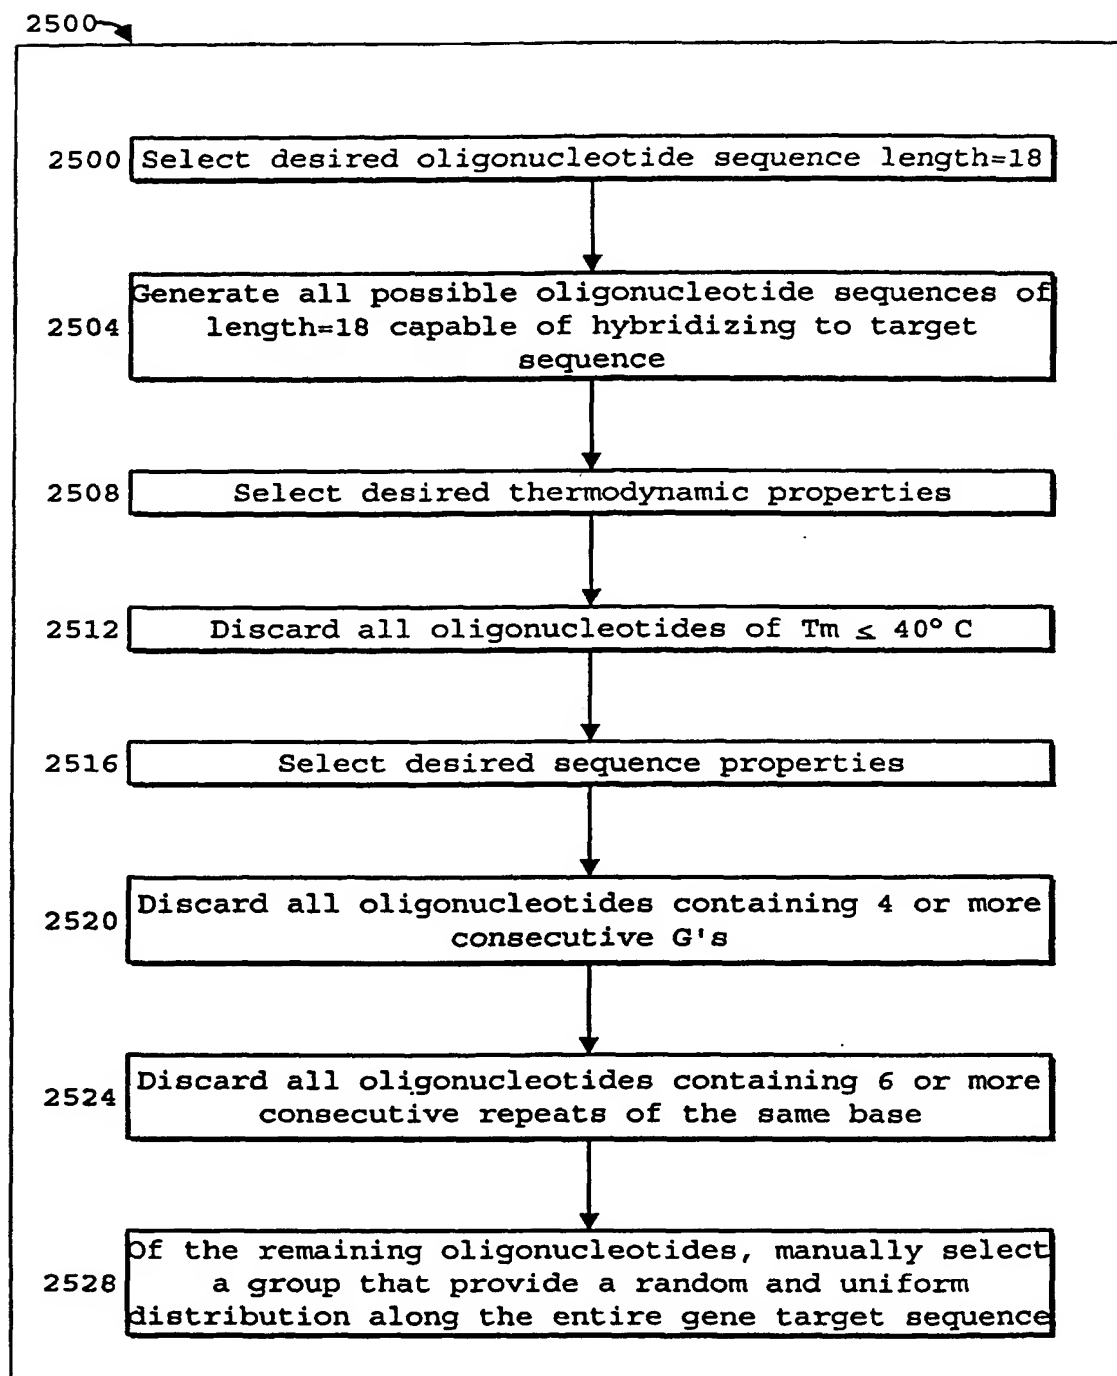 2500
2500 Select desired oligonucleotide sequence length=18
Generate all possible oligonucleotide sequences of
2504 length=18 capable of hybridizing to target
sequence
2508 Select desired thermodynamic properties
2512 Discard all oligonucleotides of Tm ≤ 40° C
2516 Select desired sequence properties
Discard all oligonucleotides containing 4 or more
2520 consecutive G's
Discard all oligonucleotides containing 6 or more
2524 consecutive repeats of the same base
Of the remaining oligonucleotides, manually select
2528 a group that provide a random and uniform
distribution along the entire gene target sequence